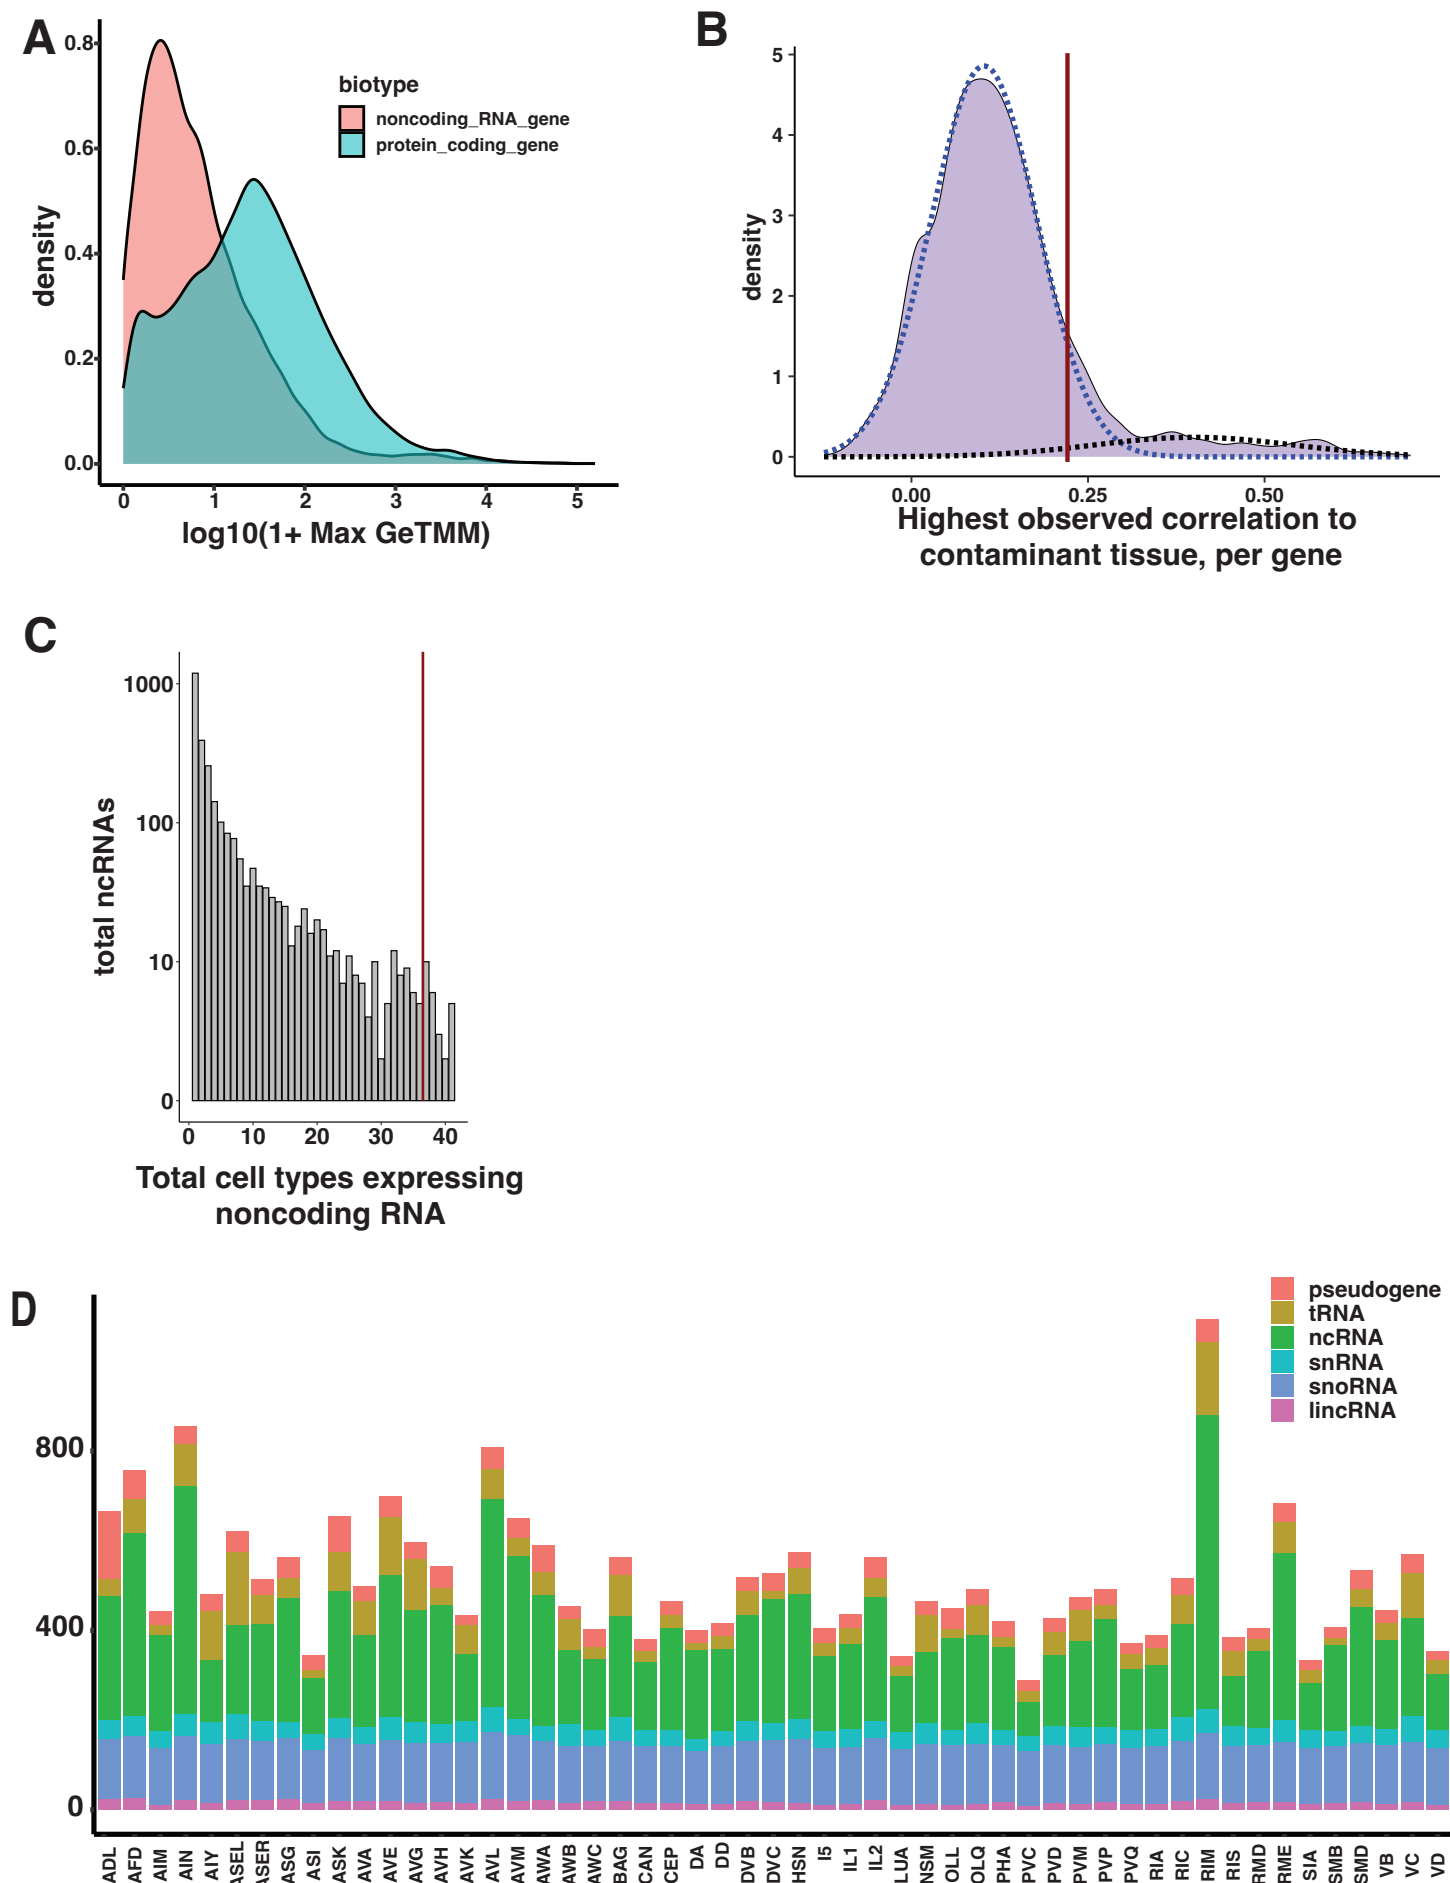 A
0.8
0.6
0.4
0.2
0.0
density
0 1 2 3 4 5
log10(1+ Max GeTMM)
biotype
noncoding_RNA_gene
protein_coding_gene
B
5
4
3
2
1
0
density
0.00 0.25 0.50
Highest observed correlation to
contaminant tissue, per gene
C
1000
100
10
0
total ncRNAs
0 10 20 30 40
Total cell types expressing
noncoding RNA
D
pseudogene
tRNA
ncRNA
snRNA
snoRNA
lincRNA
800
400
0
ADL AFD AIM AIN AIY ASEL ASER ASG ASI ASK AVA AVE AVG AVH AVK AVL AVM AWA AWB AWC BAG CAN CEP DA DD DVB DVC HSN I5 IL1 IL2 LUA NSM OLL OLQ PHA PVC PVD PVM PVP PVQ RIA RIC RIM RIS RMD RME SIA SMB SMD VB VC VD